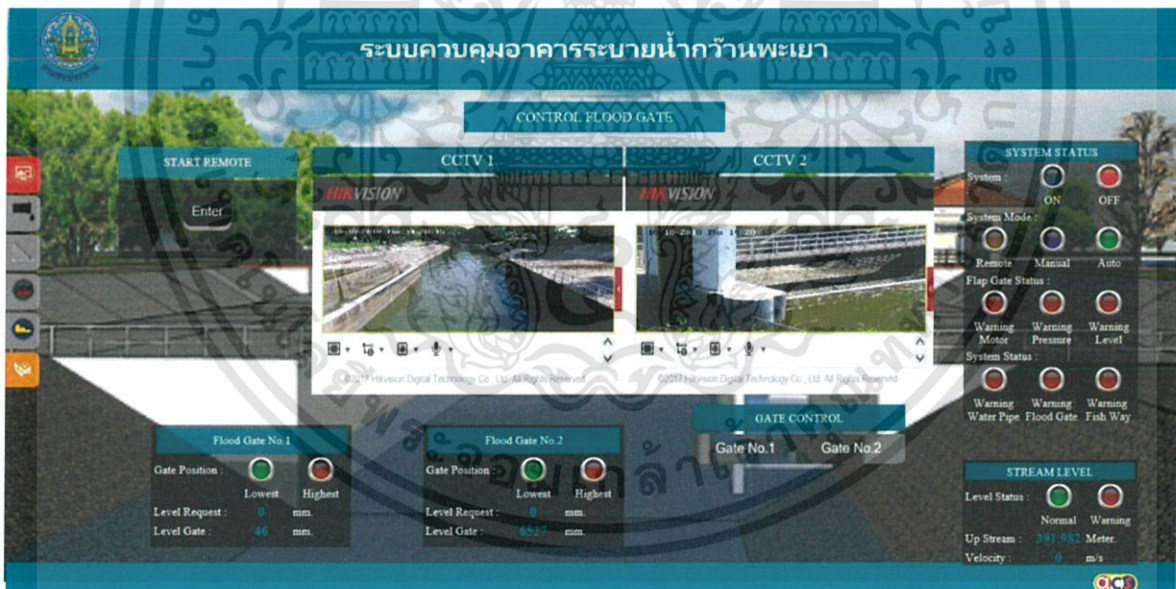 ระบบควบคุมอาคารระบายน้ำกว๊านพะเยา
CONTROL FLOOD GATE
START REMOTE
Enter
CCTV 1
HIKVISION
©2017 Hikvision Digital Technology Co., Ltd. All Rights Reserved
CCTV 2
HIKVISION
©2017 Hikvision Digital Technology Co., Ltd. All Rights Reserved
SYSTEM STATUS
System :
ON OFF
System Mode :
Remote Manual Auto
Flap Gate Status :
Warning Motor Warning Pressure Warning Level
System Status :
Warning Water Pipe Warning Flood Gate Warning Fish Way
GATE CONTROL
Gate No.1 Gate No.2
Flood Gate No.1
Gate Position :
Lowest Highest
Level Request : 0 mm.
Level Gate : 46 mm.
Flood Gate No.2
Gate Position :
Lowest Highest
Level Request : 0 mm.
Level Gate : 6527 mm.
STREAM LEVEL
Level Status :
Normal Warning
Up Stream : 391.982 Meter.
Velocity : 0 m/s
acs